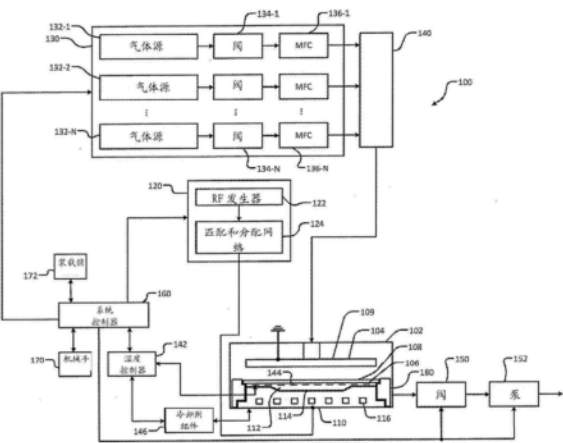 132-1
134-1
136-1
130
气体源
阀
MFC
140
132-2
气体源
阀
MFC
100
132-N
气体源
阀
MFC
134-N
136-N
120
RF 发生器
122
匹配和分配网
络
124
装载锁
172
160
系统
控制器
109
104
102
108
106
142
144
180
150
152
170
机械手
温度
控制器
阀
泵
冷却剂
组件
146
112
114
110
116